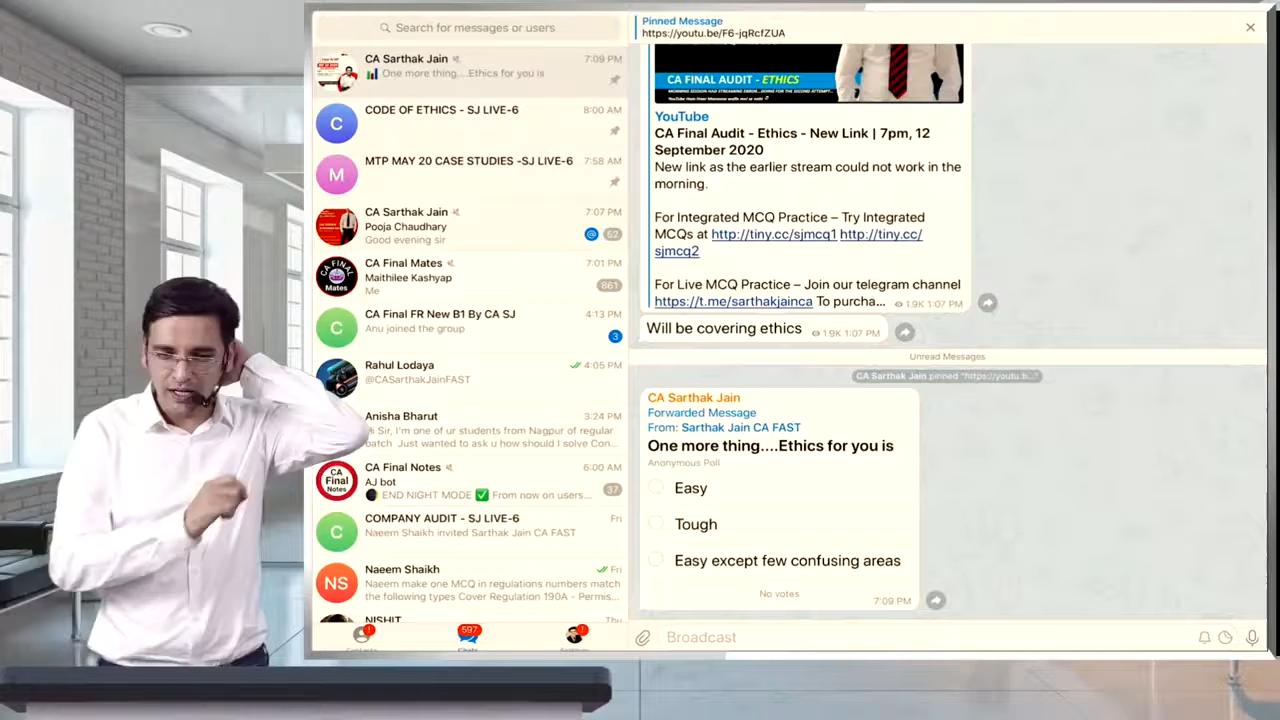 Search for messages or users
CA Sarthak Jain
7:09 PM
One more thing....Ethics for you is
CODE OF ETHICS - SJ LIVE-6
8:00 AM
MTP MAY 20 CASE STUDIES -SJ LIVE-6
7:58 AM
CA Sarthak Jain
7:07 PM
Pooja Chaudhary
Good evening sir
@ 52
CA Final Mates
7:01 PM
Maithilee Kashyap
Me
861
CA Final FR New B1 By CA SJ
4:13 PM
Anu joined the group
3
Rahul Lodaya
4:05 PM
@CASarthakJainFAST
Anisha Bharut
3:24 PM
Hi Sir, I'm one of ur students from Nagpur of regular
batch Just wanted to ask u how should I solve Con...
CA Final Notes
6:00 AM
AJ bot
END NIGHT MODE ✅ From now on users...
37
COMPANY AUDIT - SJ LIVE-6
Fri
Naeem Shaikh invited Sarthak Jain CA FAST
Naeem Shaikh
Fri
Naeem make one MCQ in regulations numbers match
the following types Cover Regulation 190A - Permis...
NISHIT
Thu
C
M
CA FINAL
Mates
C
CA
Final
Notes
C
NS
1
597
Chats
1
Pinned Message
https://youtu.be/F6-jqRcfZUA
CA FINAL AUDIT - ETHICS
YouTube
CA Final Audit - Ethics - New Link | 7pm, 12
September 2020
New link as the earlier stream could not work in the
morning.
For Integrated MCQ Practice – Try Integrated
MCQs at http://tiny.cc/sjmcq1 http://tiny.cc/
sjmcq2
For Live MCQ Practice – Join our telegram channel
https://t.me/sarthakjainca To purcha...
1.9K 1:07 PM
Will be covering ethics
1.9K 1:07 PM
Unread Messages
CA Sarthak Jain pinned "https://youtu.b..."
CA Sarthak Jain
Forwarded Message
From: Sarthak Jain CA FAST
One more thing....Ethics for you is
Anonymous Poll
Easy
Tough
Easy except few confusing areas
No votes
7:09 PM
Broadcast